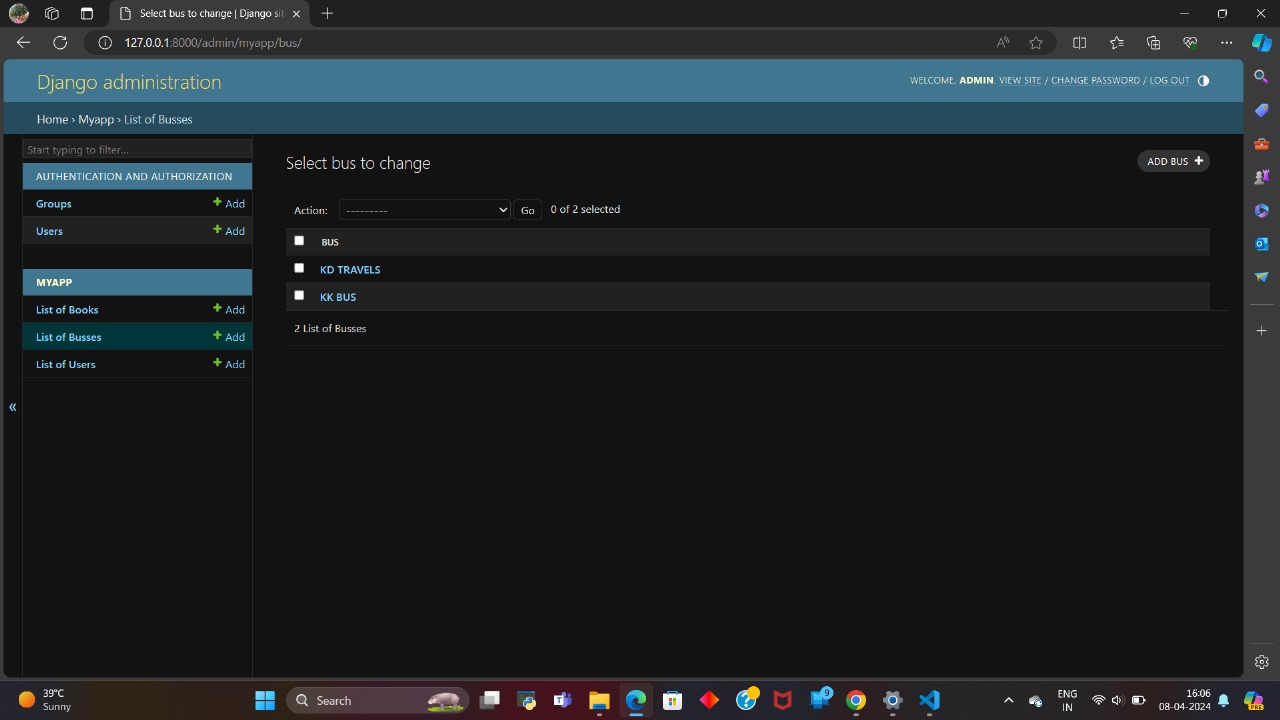 Select bus to change | Django sit
127.0.0.1:8000/admin/myapp/bus/
Django administration
WELCOME, ADMIN. VIEW SITE / CHANGE PASSWORD / LOG OUT
Home › Myapp › List of Busses
Start typing to filter...
AUTHENTICATION AND AUTHORIZATION
Groups Add
Users Add
MYAPP
List of Books Add
List of Busses Add
List of Users Add
«
Select bus to change
ADD BUS
Action: --------- Go 0 of 2 selected
BUS
KD TRAVELS
KK BUS
2 List of Busses
39°C
Sunny
Search
9
ENG
IN
16:06
08-04-2024
PRE